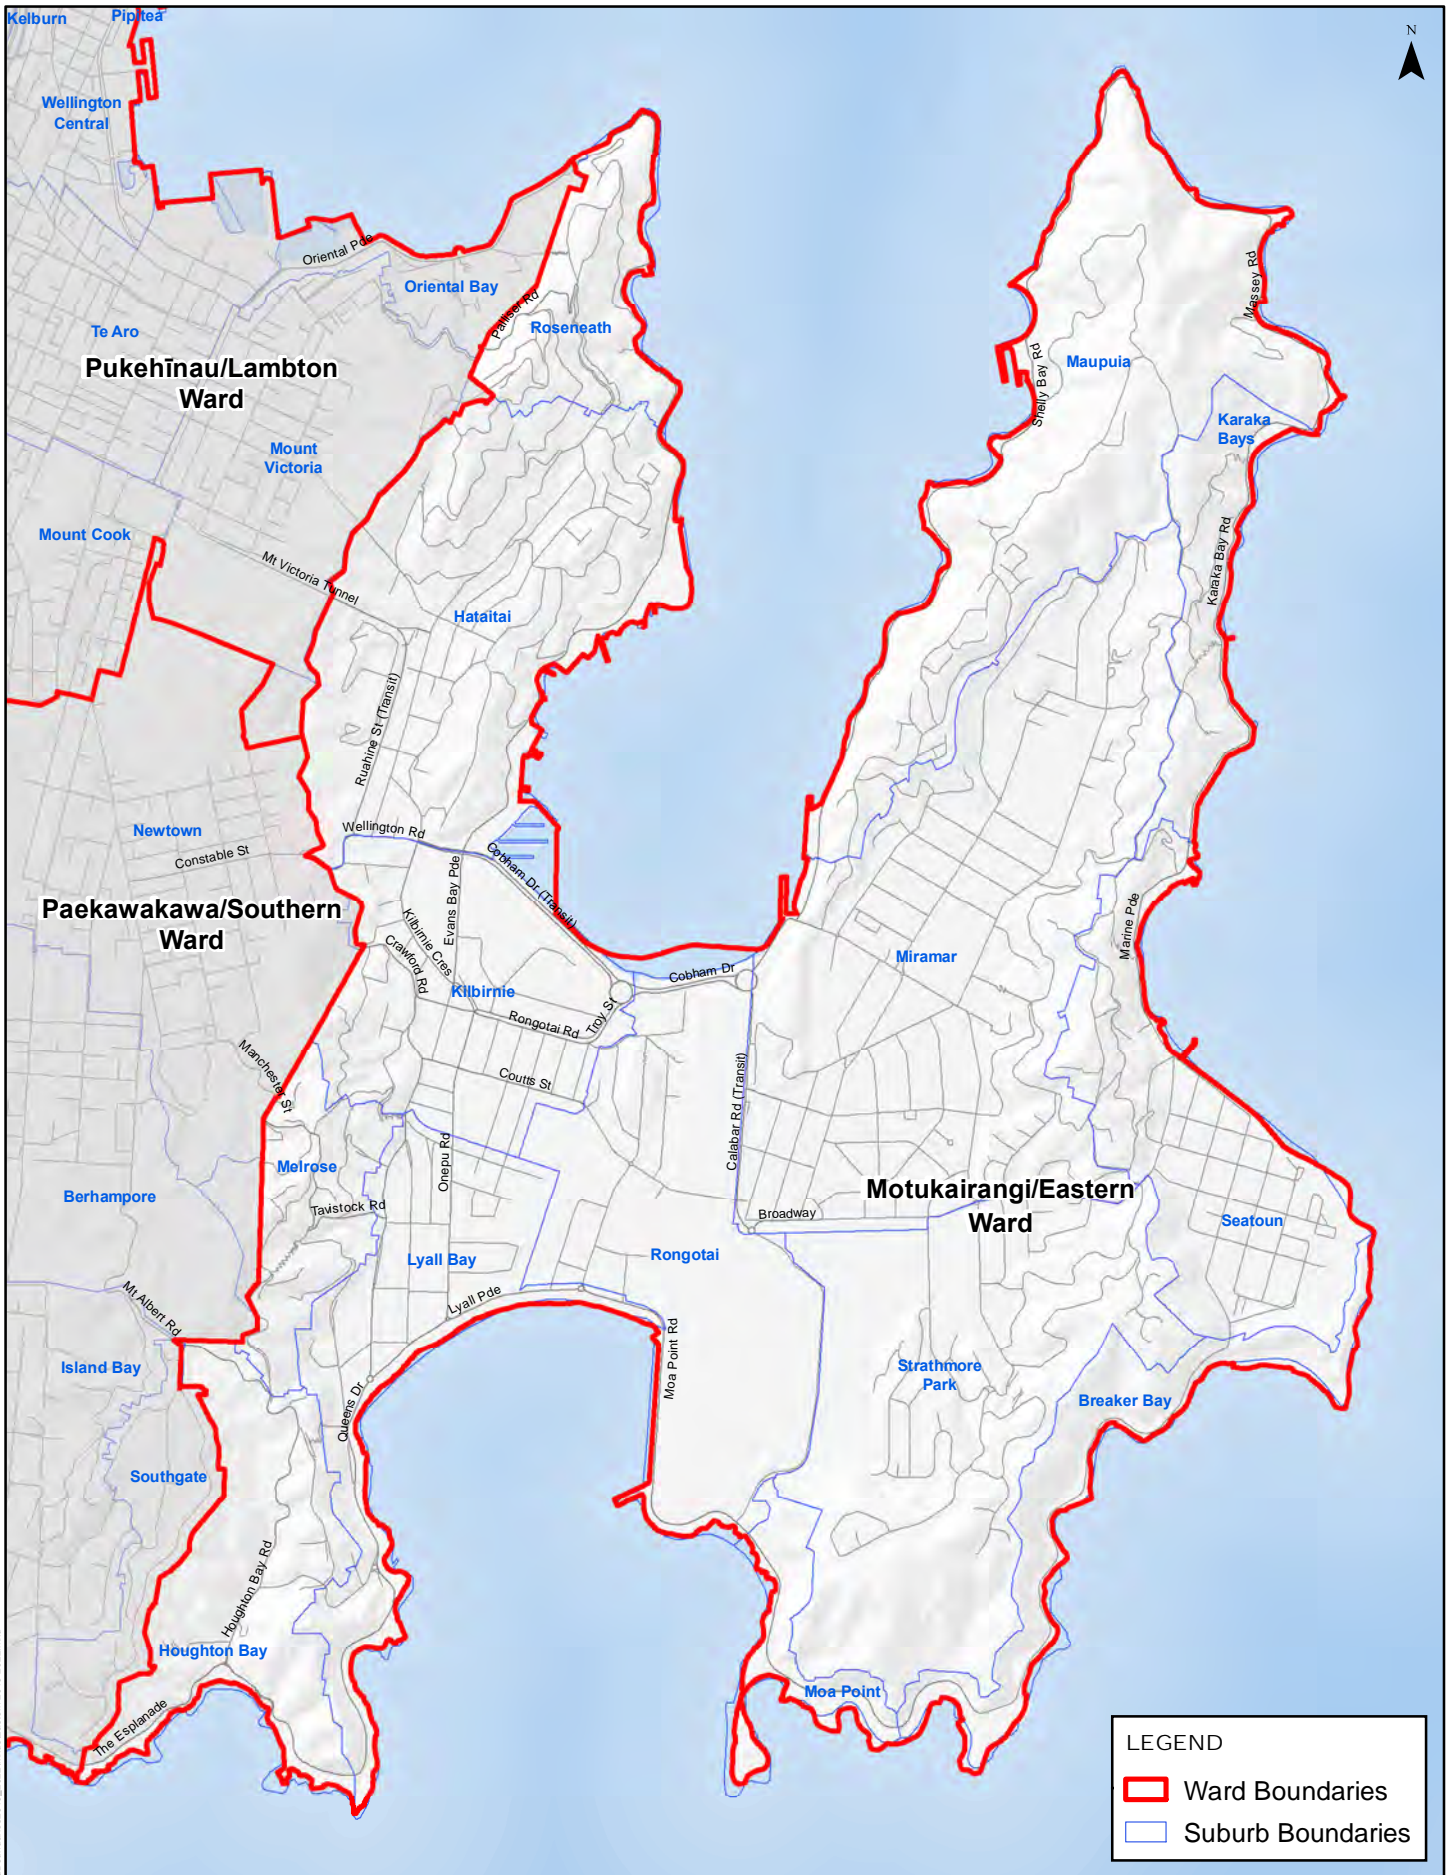 Kelburn
Pipitea
N
Wellington
Central
Oriental Pde
Oriental Bay
Te Aro
Palliser Rd
Roseneath
Massey Rd
Shelly Bay Rd
Maupuia
Pukehīnau/Lambton
Ward
Karaka
Bays
Mount
Victoria
Mount Cook
Mt Victoria Tunnel
Karaka Bay Rd
Hataitai
Ruahine St (Transit)
Newtown
Wellington Rd
Constable St
Cobham Dr (Transit)
Evans Bay Pde
Paekawakawa/Southern
Ward
Kilbirnie Cres
Crawford Rd
Marine Pde
Miramar
Cobham Dr
Kilbirnie
Rongotai Rd
Troy St
Manchester St
Coutts St
Calabar Rd (Transit)
Onepu Rd
Melrose
Berhampore
Motukairangi/Eastern
Ward
Tavistock Rd
Broadway
Seatoun
Lyall Bay
Rongotai
Mt Albert Rd
Lyall Pde
Moa Point Rd
Island Bay
Strathmore
Park
Queens Dr
Breaker Bay
Southgate
Houghton Bay Rd
Houghton Bay
Moa Point
The Esplanade
LEGEND
Ward Boundaries
Suburb Boundaries